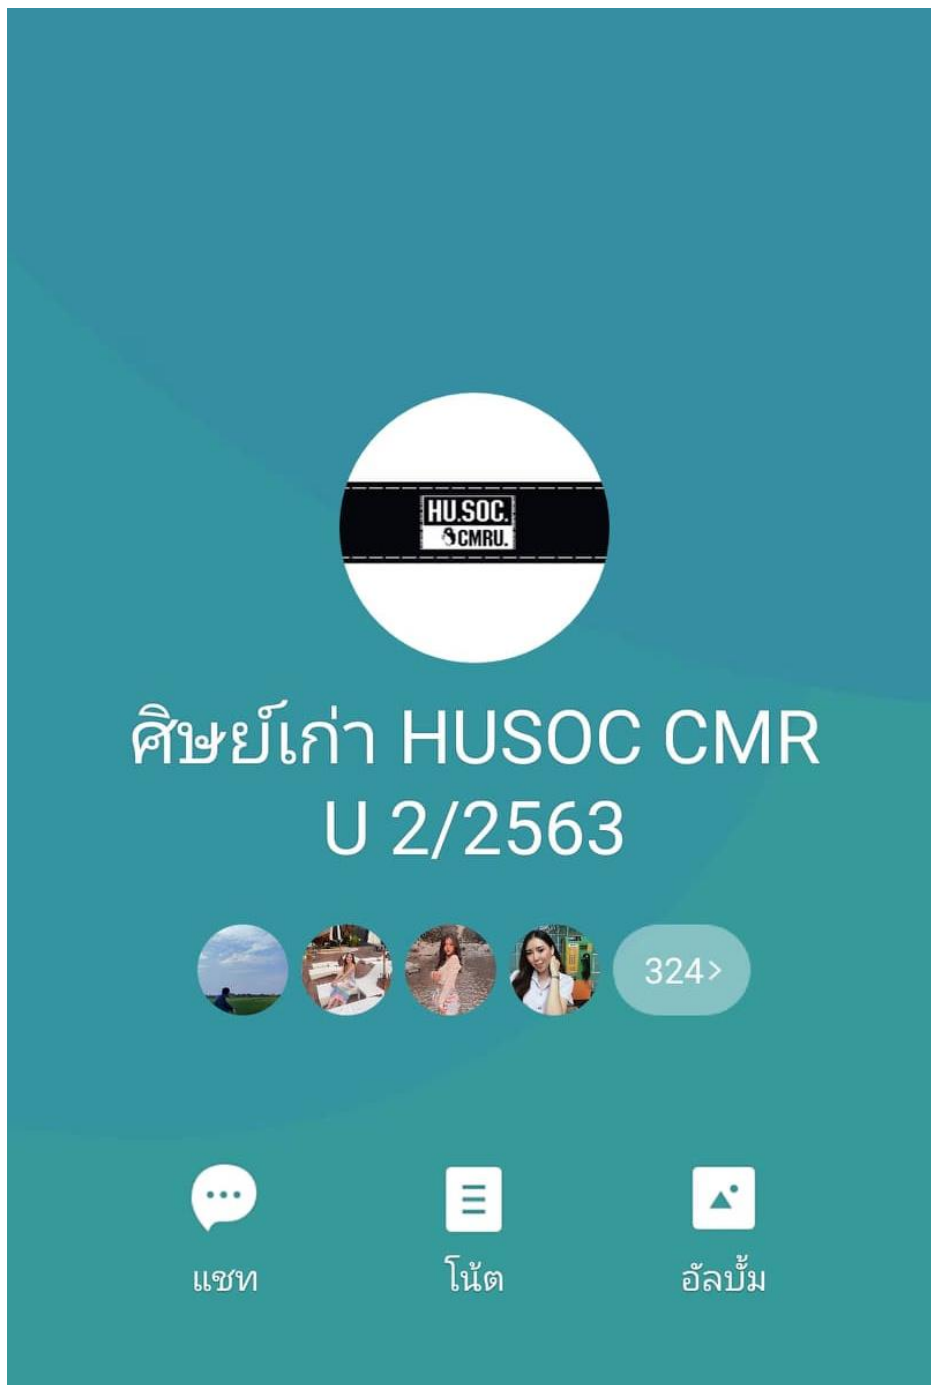 HU.SOC.
CMRU.
ศิษย์เก่า HUSOC CMR
U 2/2563
324>
แชท
โน้ต
อัลบั้ม